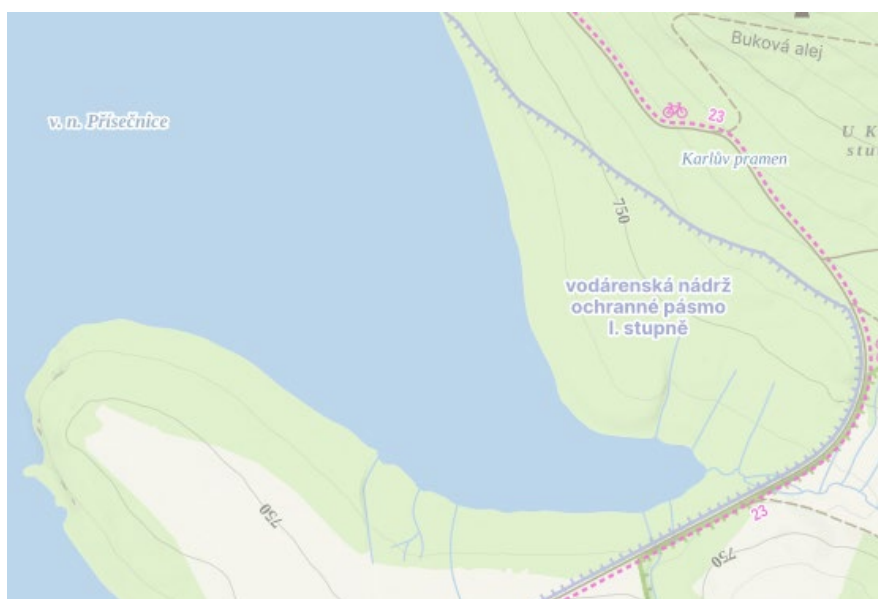 Buková alej
23
v. n. Přísečnice
Karlův pramen
U K
stu
750
vodárenská nádrž
ochranné pásmo
I. stupně
750
23
750